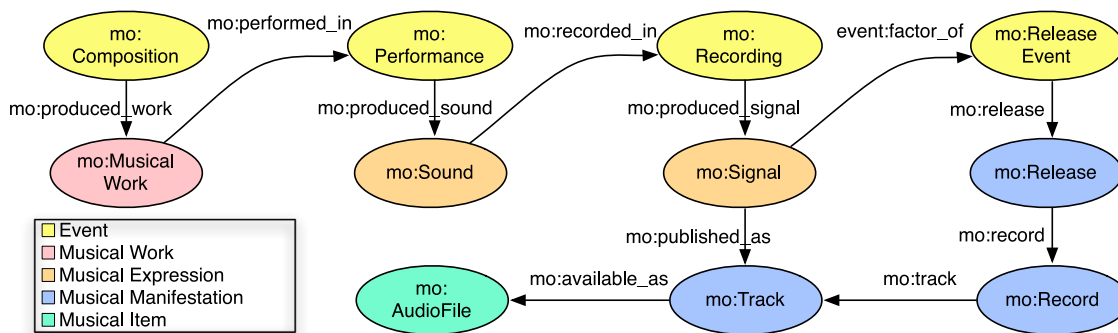 mo:
Composition
mo:performed_in
mo:
Performance
mo:recorded_in
mo:
Recording
event:factor_of
mo:Release
Event
mo:produced_work
mo:produced_sound
mo:produced_signal
mo:release
mo:Musical
Work
mo:Sound
mo:Signal
mo:Release
Event
Musical Work
Musical Expression
Musical Manifestation
Musical Item
mo:published_as
mo:record
mo:
AudioFile
mo:available_as
mo:Track
mo:track
mo:Record